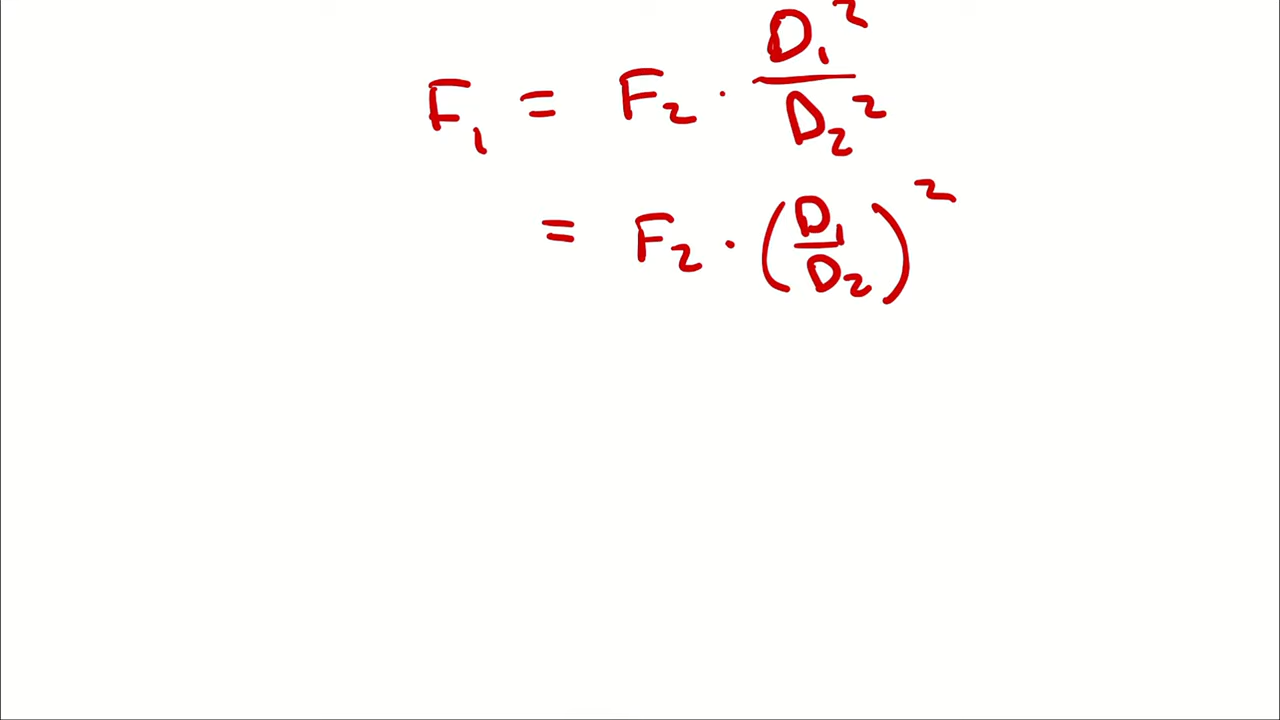 F₁ = F₂ · D₁²/D₂²
= F₂ · (D₁/D₂)²